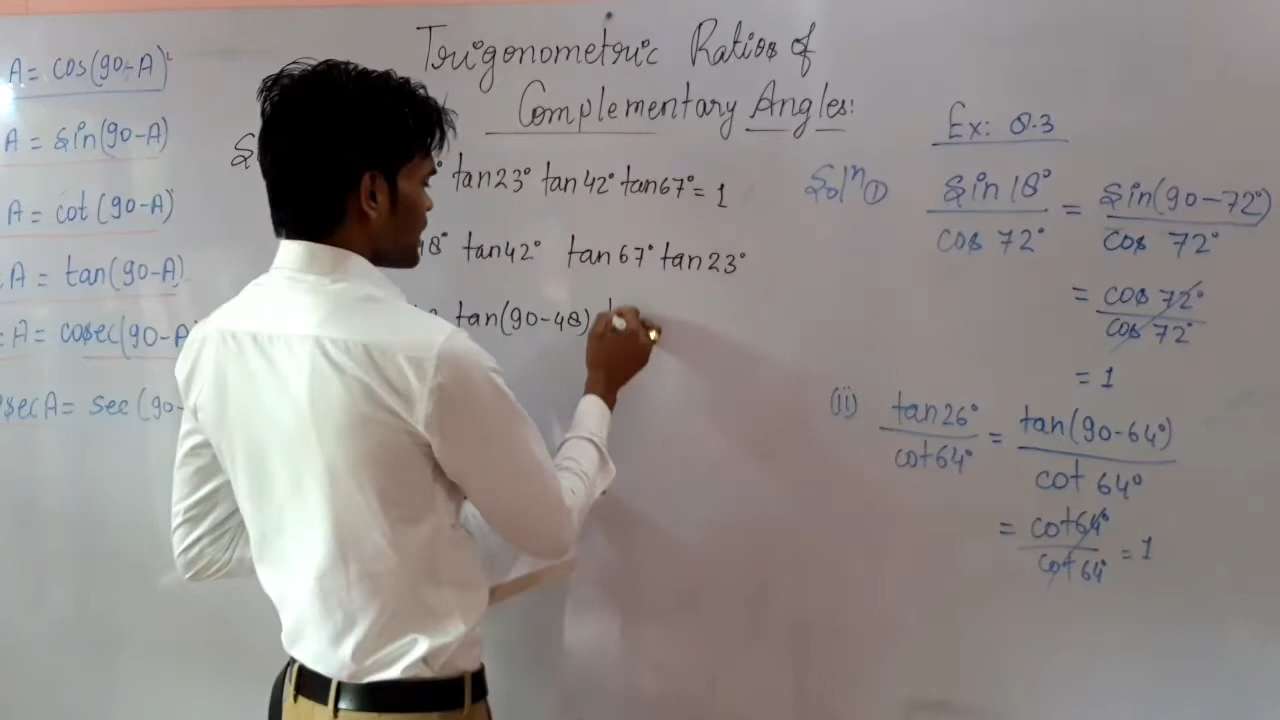 Trigonometric Ratios of
Complementary Angles:
A = cos(90-A)
A = sin(90-A)
A = cot (90-A)
A = tan(90-A)
A = cosec(90-A
secA = sec (90-
tan23° tan42° tan67° = 1
48° tan42° tan67° tan23°
tan(90-48)
Ex: 8.3
Solⁿ ① sin18° / cos 72° = sin(90-72°) / cos 72°
= cos 72° / cos 72°
= 1
(ii) tan26° / cot64° = tan(90-64°) / cot 64°
= cot64° / cot64° = 1